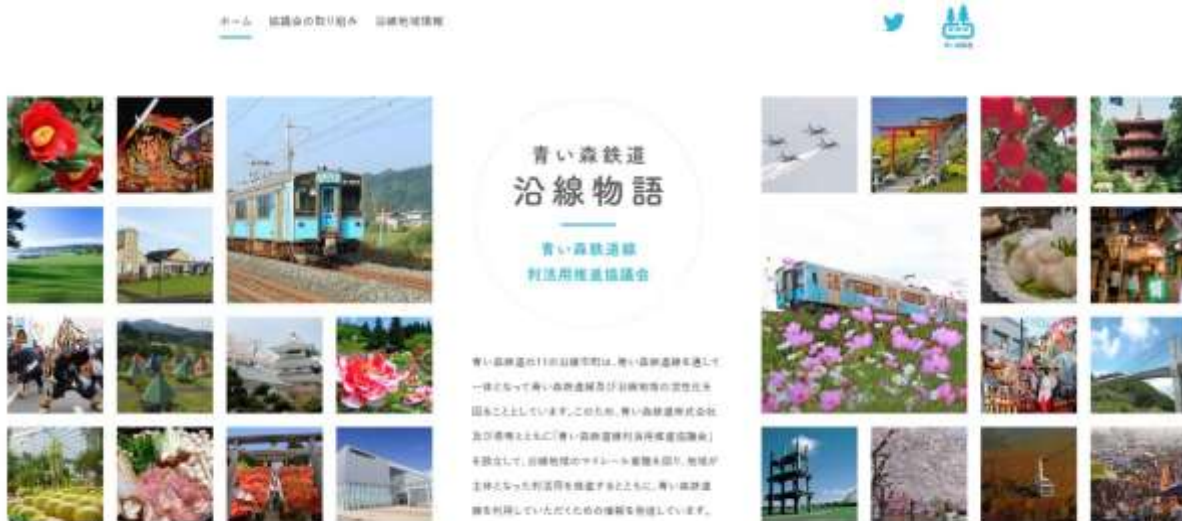 ホーム 協議会の取り組み 沿線地域情報
青い森鉄道
沿線物語
青い森鉄道線
利活用推進協議会
青い森鉄道の11の沿線市町は、青い森鉄道線を通して
一体となって青い森鉄道線及び沿線地域の活性化を
図ることとしています。このため、青い森鉄道株式会社
及び県等とともに「青い森鉄道線利活用推進協議会」
を設立して、沿線地域のマイレール意識を図り、地域が
主体となった利活用を推進するとともに、青い森鉄道
線を利用していただくための情報を発信しています。